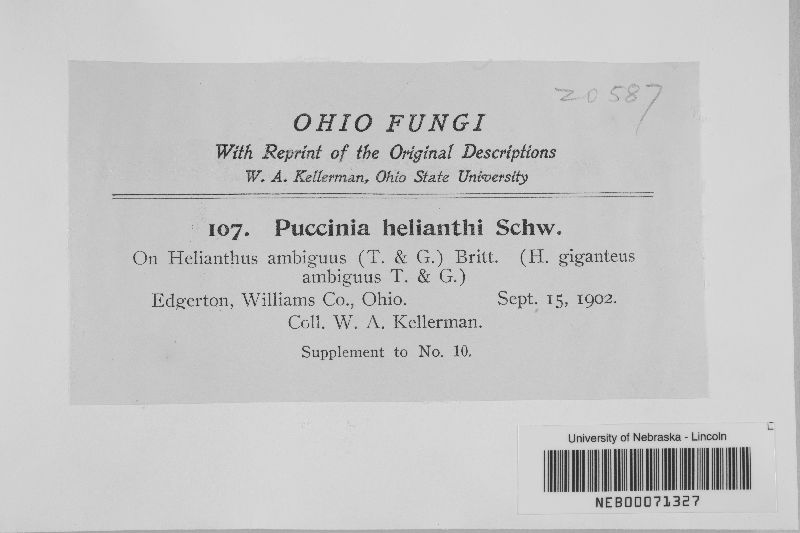 20587
OHIO FUNGI
With Reprint of the Original Descriptions
W. A. Kellerman, Ohio State University
107. Puccinia helianthi Schw.
On Helianthus ambiguus (T. & G.) Britt. (H. giganteus
ambiguus T. & G.)
Edgerton, Williams Co., Ohio. Sept. 15, 1902.
Coll. W. A. Kellerman.
Supplement to No. 10.
University of Nebraska - Lincoln
NEB00071327